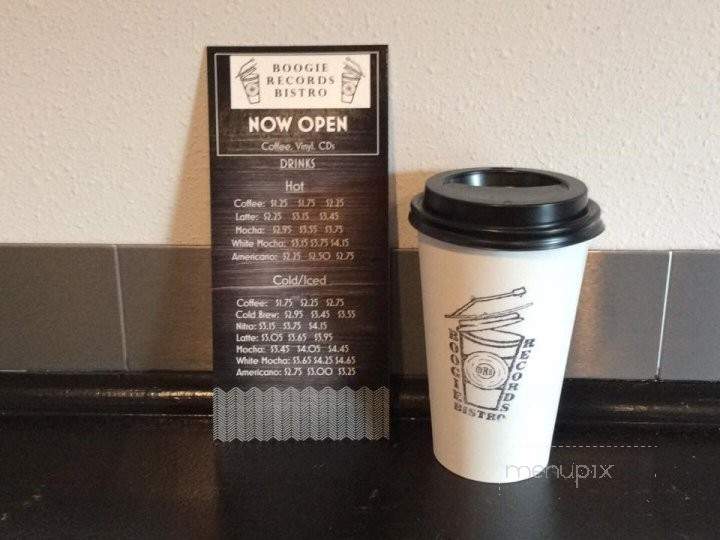 BOOGIE
RECORDS
BISTRO
NOW OPEN
Coffee, Vinyl, CDs
DRINKS
Hot
Coffee: $1.25 $1.75 $2.25
Latte: $2.25 $3.15 $3.45
Mocha: $2.95 $3.55 $3.75
White Mocha: $3.15 $3.75 $4.15
Americano: $2.25 $2.50 $2.75
Cold/Iced
Coffee: $1.75 $2.25 $2.75
Cold Brew: $2.95 $3.45 $3.55
Nitro: $3.15 $3.75 $4.15
Latte: $3.05 $3.65 $3.95
Mocha: $3.45 $4.05 $4.45
White Mocha: $3.65 $4.25 $4.65
Americano: $2.75 $3.00 $3.25
BOOGIE
RECORDS
BISTRO
menupix